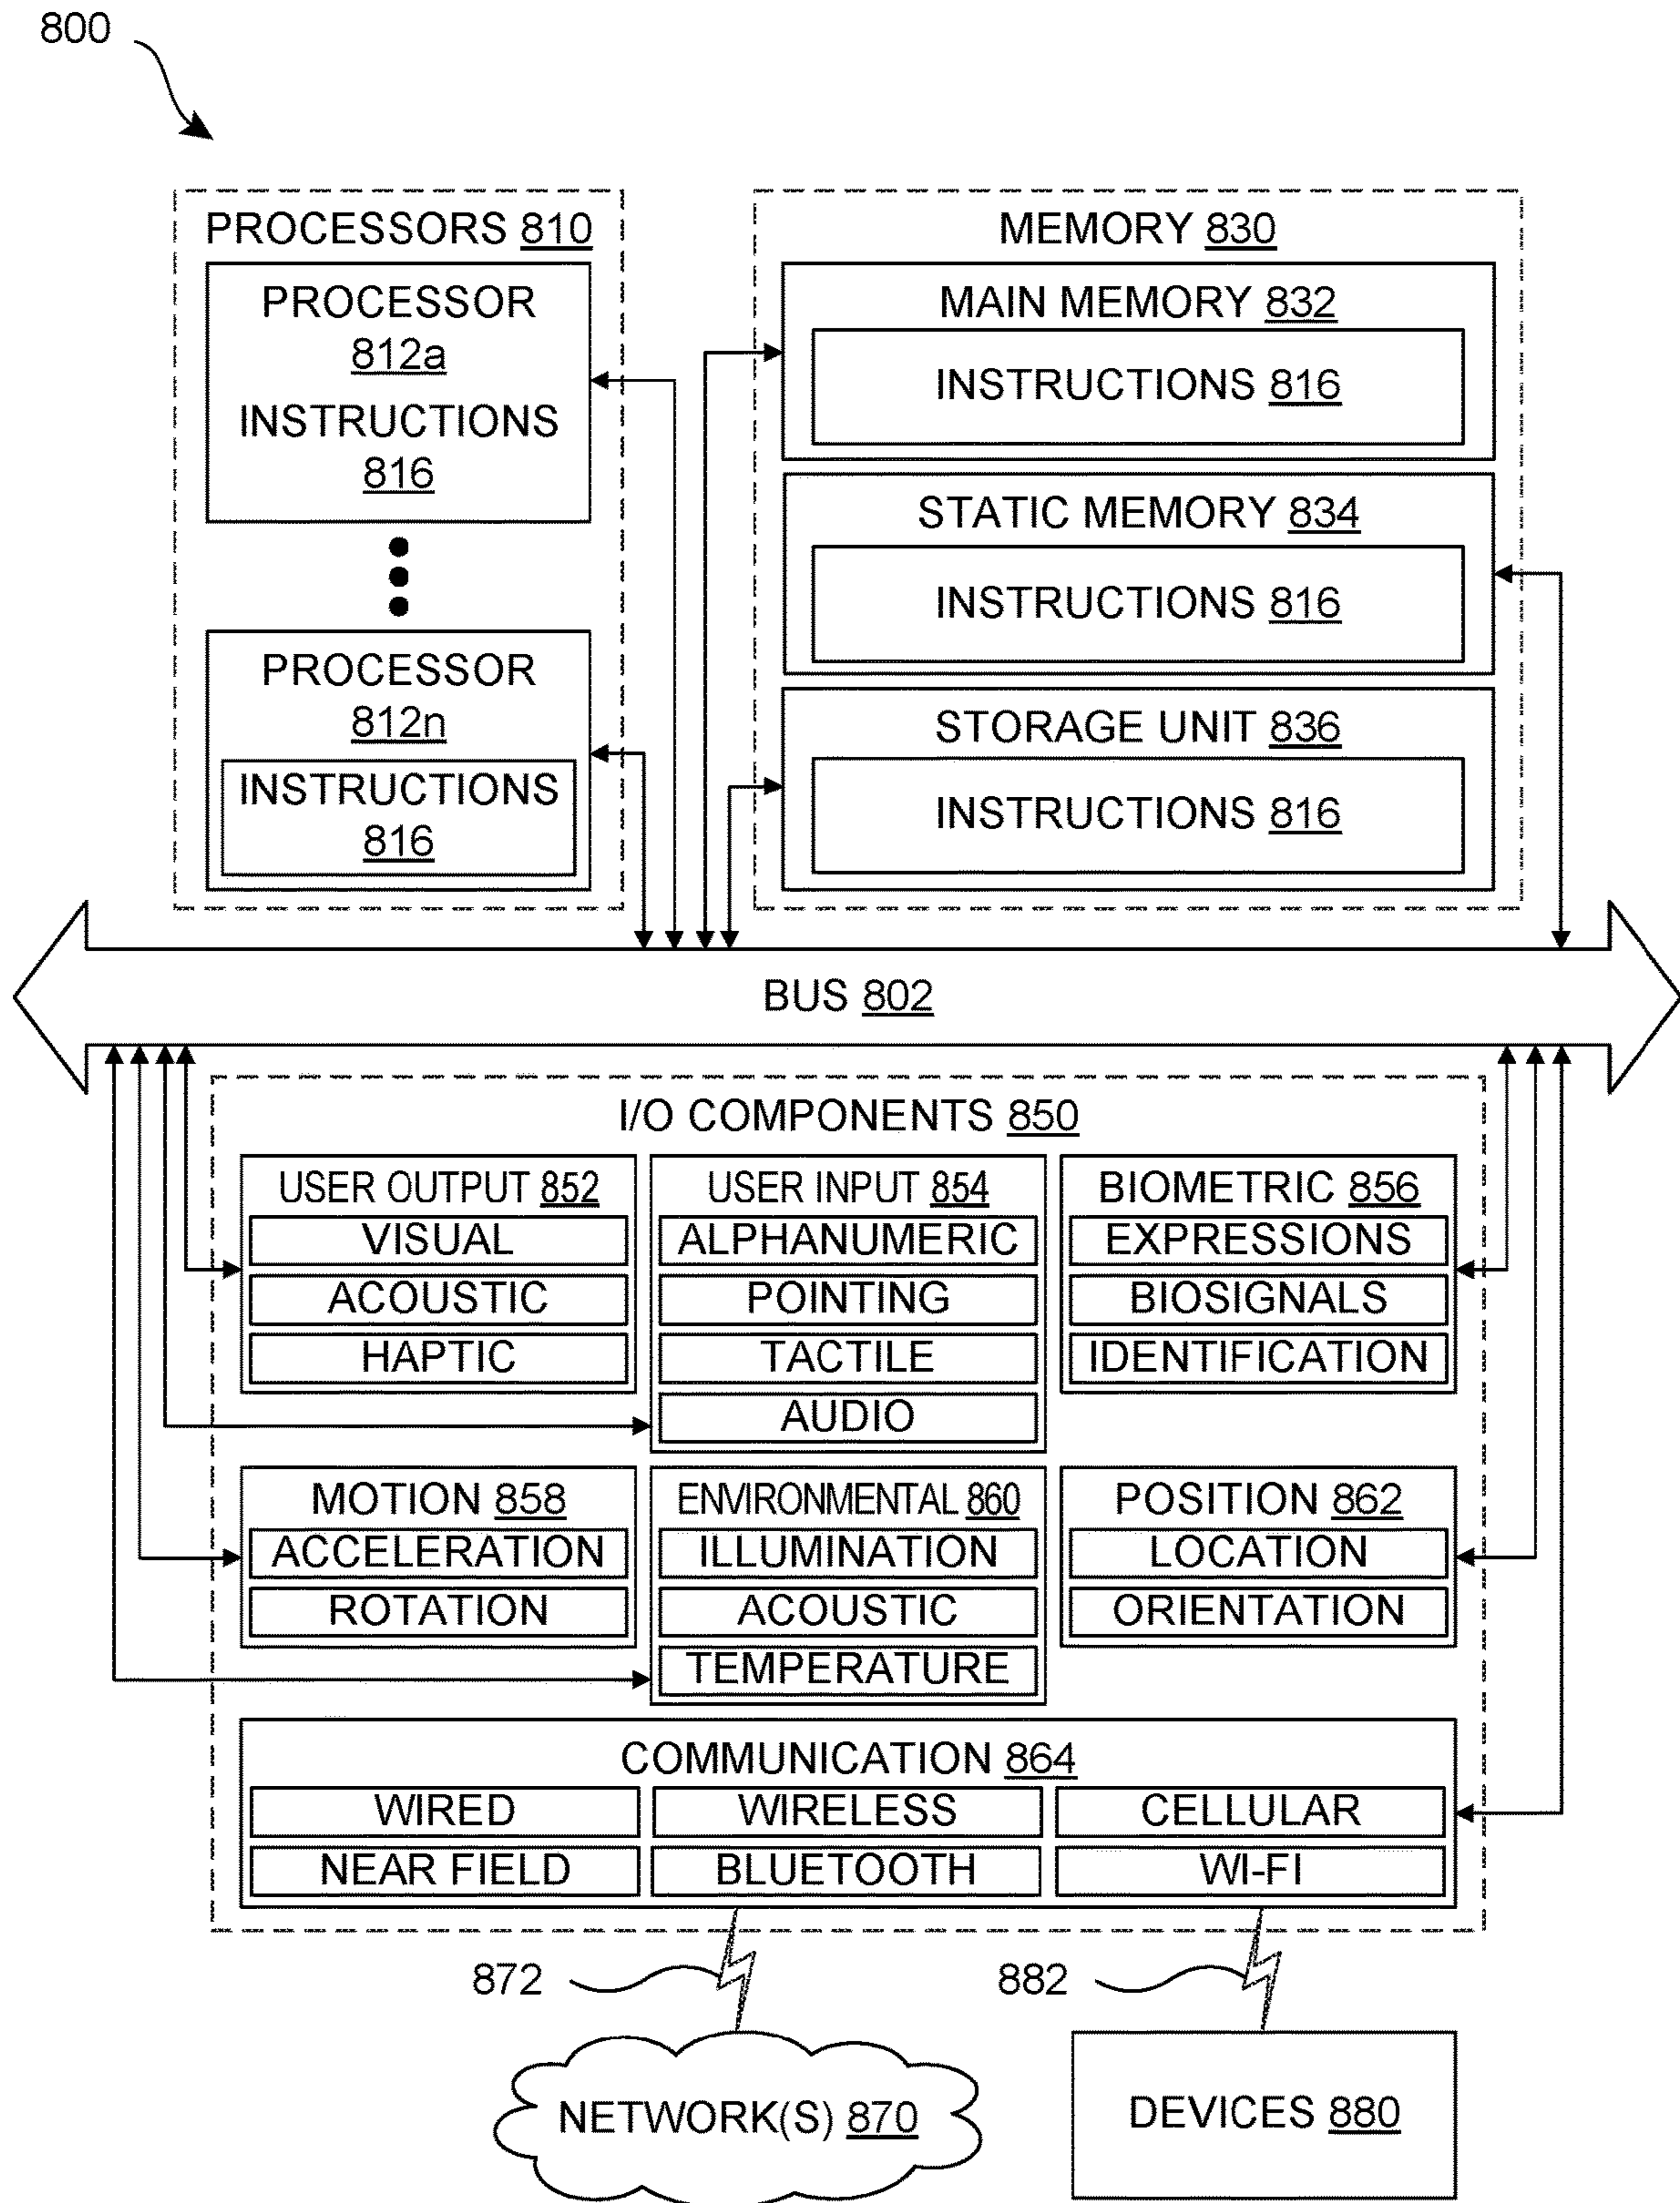 800
PROCESSORS 810
PROCESSOR
812a
INSTRUCTIONS
816
PROCESSOR
812n
INSTRUCTIONS
816
MEMORY 830
MAIN MEMORY 832
INSTRUCTIONS 816
STATIC MEMORY 834
INSTRUCTIONS 816
STORAGE UNIT 836
INSTRUCTIONS 816
BUS 802
I/O COMPONENTS 850
USER OUTPUT 852
VISUAL
ACOUSTIC
HAPTIC
USER INPUT 854
ALPHANUMERIC
POINTING
TACTILE
AUDIO
BIOMETRIC 856
EXPRESSIONS
BIOSIGNALS
IDENTIFICATION
MOTION 858
ACCELERATION
ROTATION
ENVIRONMENTAL 860
ILLUMINATION
ACOUSTIC
TEMPERATURE
POSITION 862
LOCATION
ORIENTATION
COMMUNICATION 864
WIRED
WIRELESS
CELLULAR
NEAR FIELD
BLUETOOTH
WI-FI
872
882
NETWORK(S) 870
DEVICES 880